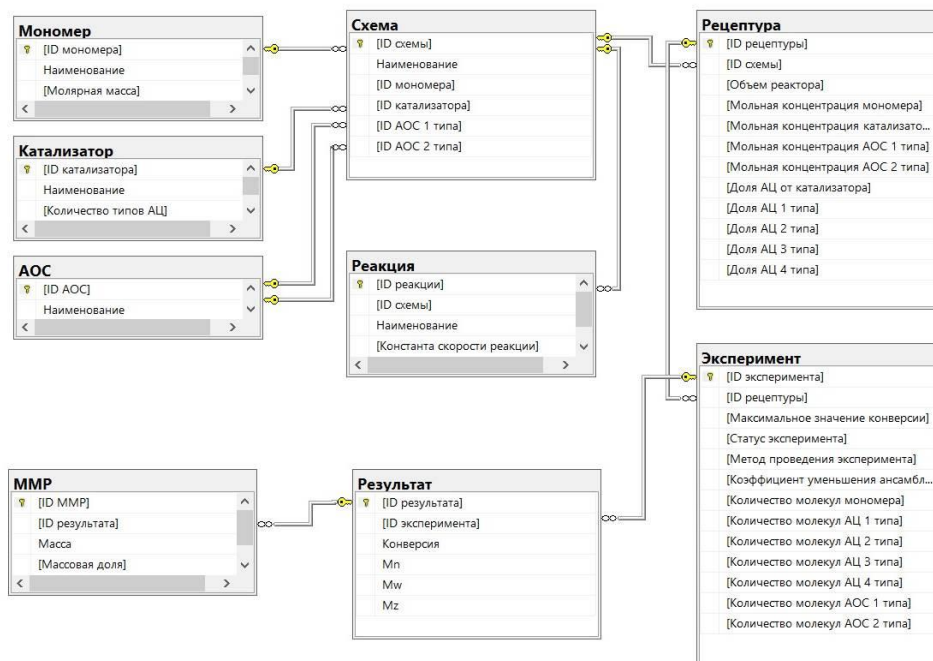 Мономер
[ID мономера]
Наименование
[Молярная масса]
Катализатор
[ID катализатора]
Наименование
[Количество типов АЦ]
АОС
[ID АОС]
Наименование
Схема
[ID схемы]
Наименование
[ID мономера]
[ID катализатора]
[ID АОС 1 типа]
[ID АОС 2 типа]
Реакция
[ID реакции]
[ID схемы]
Наименование
[Константа скорости реакции]
Рецептура
[ID рецептуры]
[ID схемы]
[Объем реактора]
[Мольная концентрация мономера]
[Мольная концентрация катализато...
[Мольная концентрация АОС 1 типа]
[Мольная концентрация АОС 2 типа]
[Доля АЦ от катализатора]
[Доля АЦ 1 типа]
[Доля АЦ 2 типа]
[Доля АЦ 3 типа]
[Доля АЦ 4 типа]
Эксперимент
[ID эксперимента]
[ID рецептуры]
[Максимальное значение конверсии]
[Статус эксперимента]
[Метод проведения эксперимента]
[Коэффициент уменьшения ансамбл...
[Количество молекул мономера]
[Количество молекул АЦ 1 типа]
[Количество молекул АЦ 2 типа]
[Количество молекул АЦ 3 типа]
[Количество молекул АЦ 4 типа]
[Количество молекул АОС 1 типа]
[Количество молекул АОС 2 типа]
ММР
[ID ММР]
[ID результата]
Масса
[Массовая доля]
Результат
[ID результата]
[ID эксперимента]
Конверсия
Mn
Mw
Mz